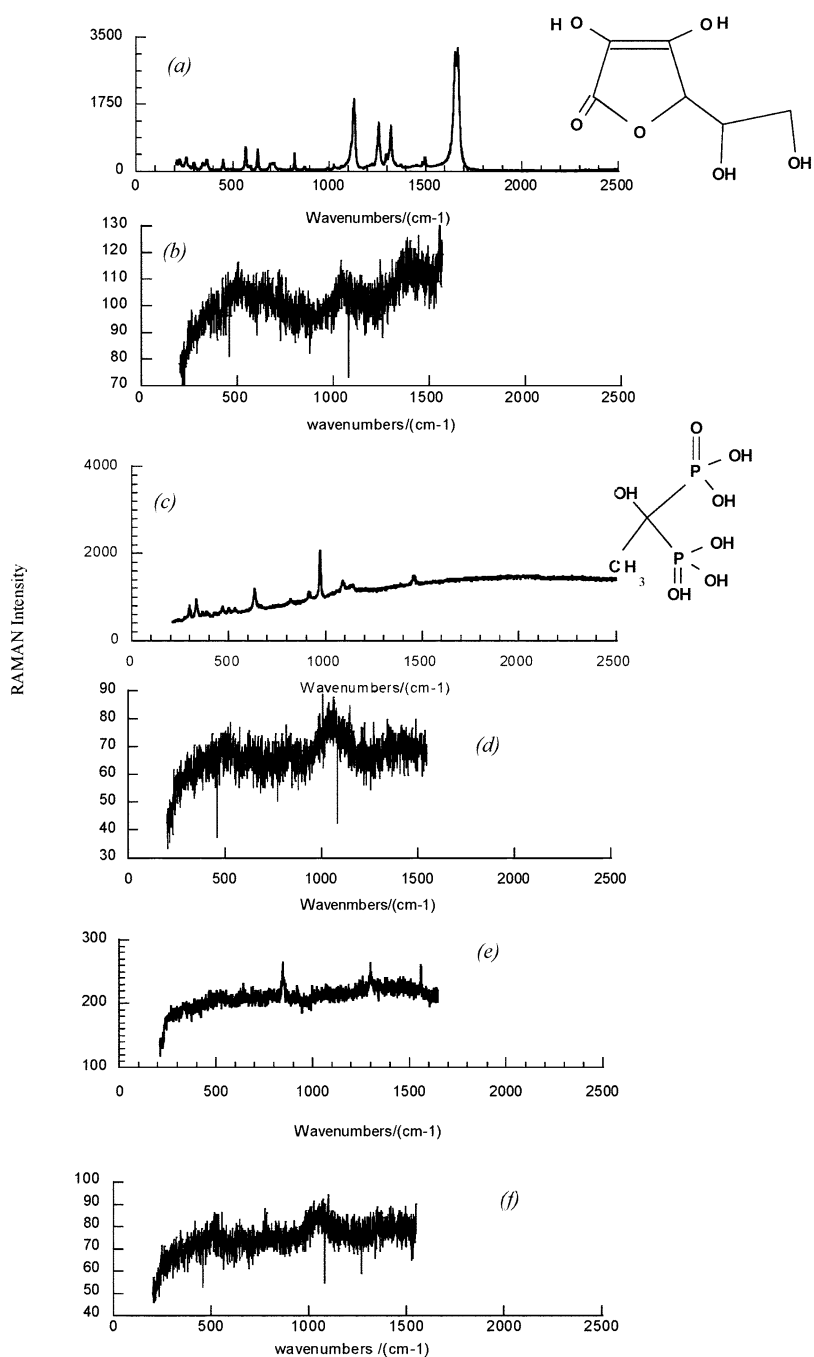 3500
1750
0
(a)
0 500 1000 1500 2000 2500
Wavenumbers/(cm-1)
H O
OH
O
O
OH
OH
130
120
110
100
90
80
70
(b)
0 500 1000 1500 2000 2500
wavenumbers/(cm-1)
4000
2000
0
(c)
0 500 1000 1500 2000 2500
Wavenumbers/(cm-1)
O
P
OH
OH
OH
P
OH
OH
OH
CH3
RAMAN Intensity
90
80
70
60
50
40
30
(d)
0 500 1000 1500 2000 2500
Wavenmbers/(cm-1)
300
200
100
(e)
0 500 1000 1500 2000 2500
Wavenumbers/(cm-1)
100
90
80
70
60
50
40
(f)
0 500 1000 1500 2000 2500
wavenumbers /(cm-1)